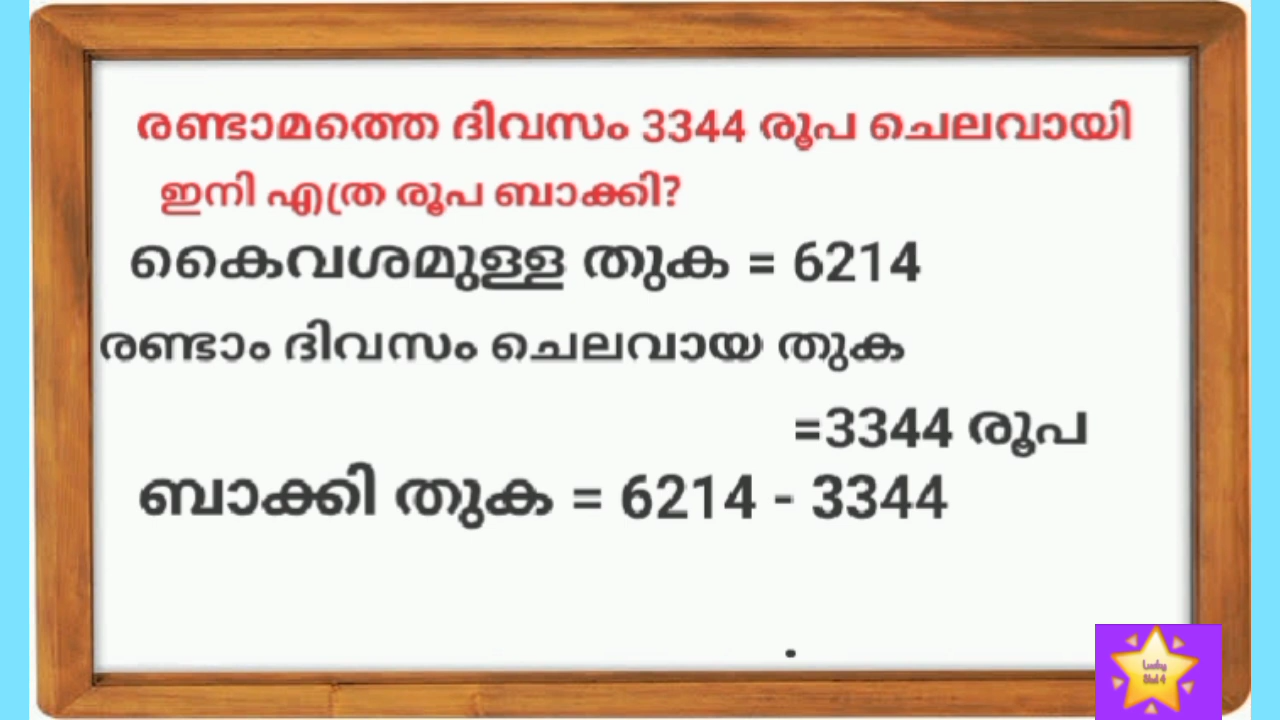 രണ്ടാമത്തെ ദിവസം 3344 രൂപ ചെലവായി
ഇനി എത്ര രൂപ ബാക്കി?
കൈവശമുള്ള തുക = 6214
രണ്ടാം ദിവസം ചെലവായ തുക
=3344 രൂപ
ബാക്കി തുക = 6214 - 3344